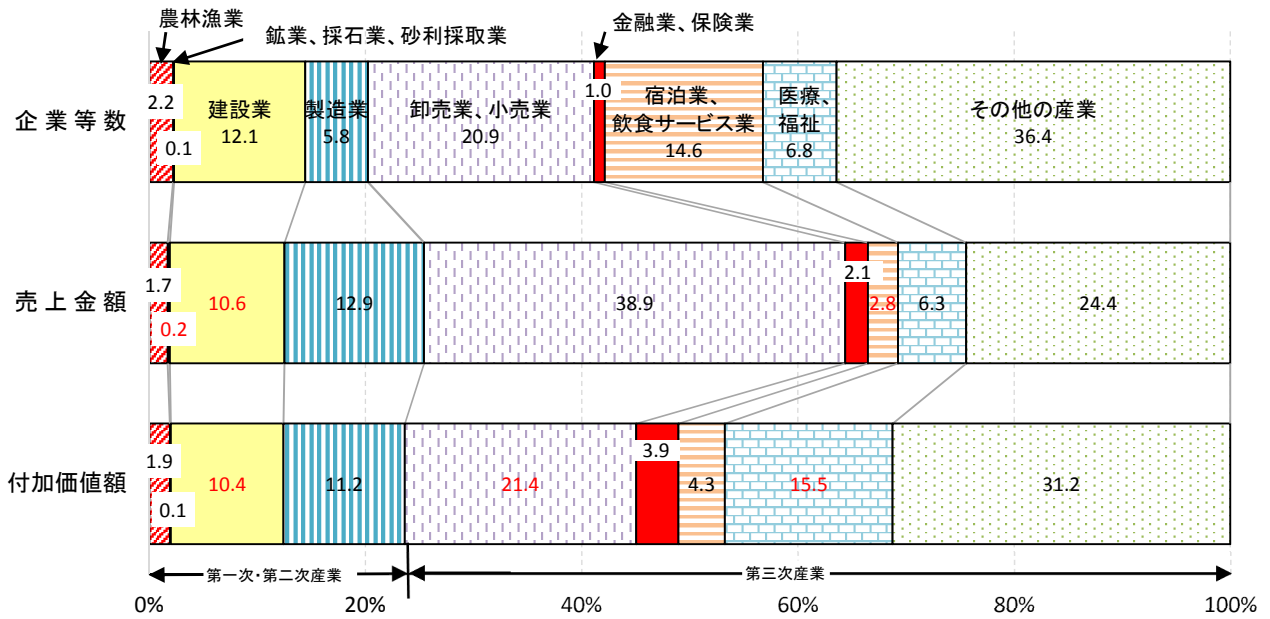 農林漁業
鉱業、採石業、砂利採取業
金融業、保険業
企業等数
2.2
0.1
建設業
12.1
製造業
5.8
卸売業、小売業
20.9
1.0
宿泊業、
飲食サービス業
14.6
医療、
福祉
6.8
その他の産業
36.4
売上金額
1.7
0.2
10.6
12.9
38.9
2.1
2.8
6.3
24.4
付加価値額
1.9
0.1
10.4
11.2
21.4
3.9
4.3
15.5
31.2
第一次・第二次産業
第三次産業
0%
20%
40%
60%
80%
100%